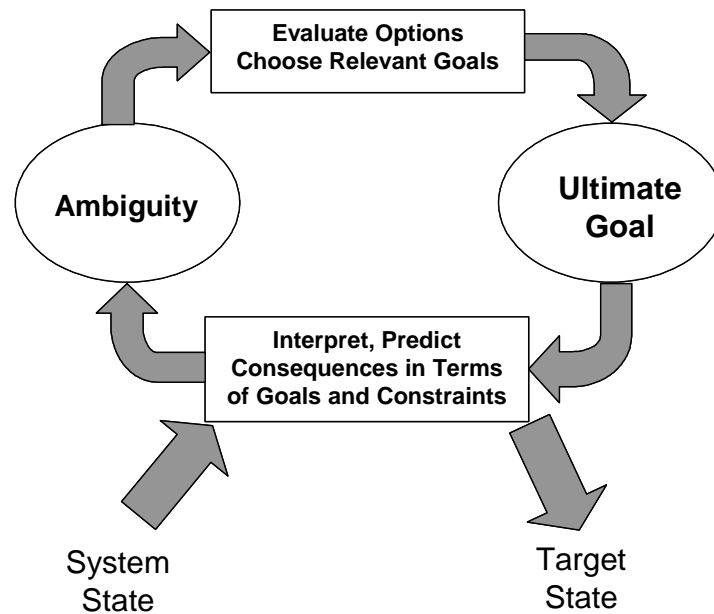 Evaluate Options
Choose Relevant Goals
Ambiguity
Ultimate
Goal
Interpret, Predict
Consequences in Terms
of Goals and Constraints
System
State
Target
State